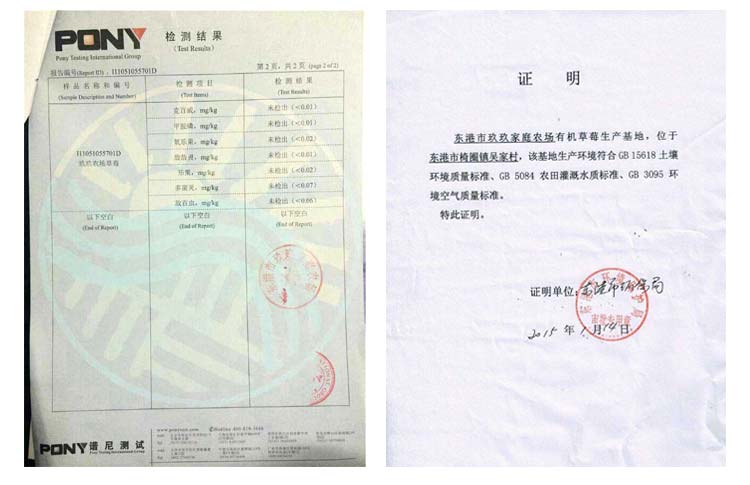 PONY
Pony Testing International Group
检测结果
(Test Results)
报告编号(Report ID): H1051055701D
第 2 页, 共 2 页 (page 2 of 2)
样品名称和编号
(Sample Description and Number)
检测项目
(Test Items)
检测结果
(Test Results)
H1051055701D
玖玖农场草莓
克百威, mg/kg
未检出 (<0.01)
甲胺磷, mg/kg
未检出 (<0.01)
氧乐果, mg/kg
未检出 (<0.02)
敌敌畏, mg/kg
未检出 (<0.01)
乐果, mg/kg
未检出 (<0.02)
多菌灵, mg/kg
未检出 (<0.07)
敌百虫, mg/kg
未检出 (<0.06)
以下空白
(End of Report)
以下空白
(End of Report)
以下空白
(End of Report)
www.ponytest.com
PONY 谱尼测试
Pony Testing International Group
证 明
东港市玖玖家庭农场有机草莓生产基地，位于
东港市椅圈镇吴家村，该基地生产环境符合 GB 15618 土壤
环境质量标准、GB 5084 农田灌溉水质标准、GB 3095 环
境空气质量标准。
特此证明。
证明单位: 东港市环保局
2015 年 1 月 14 日